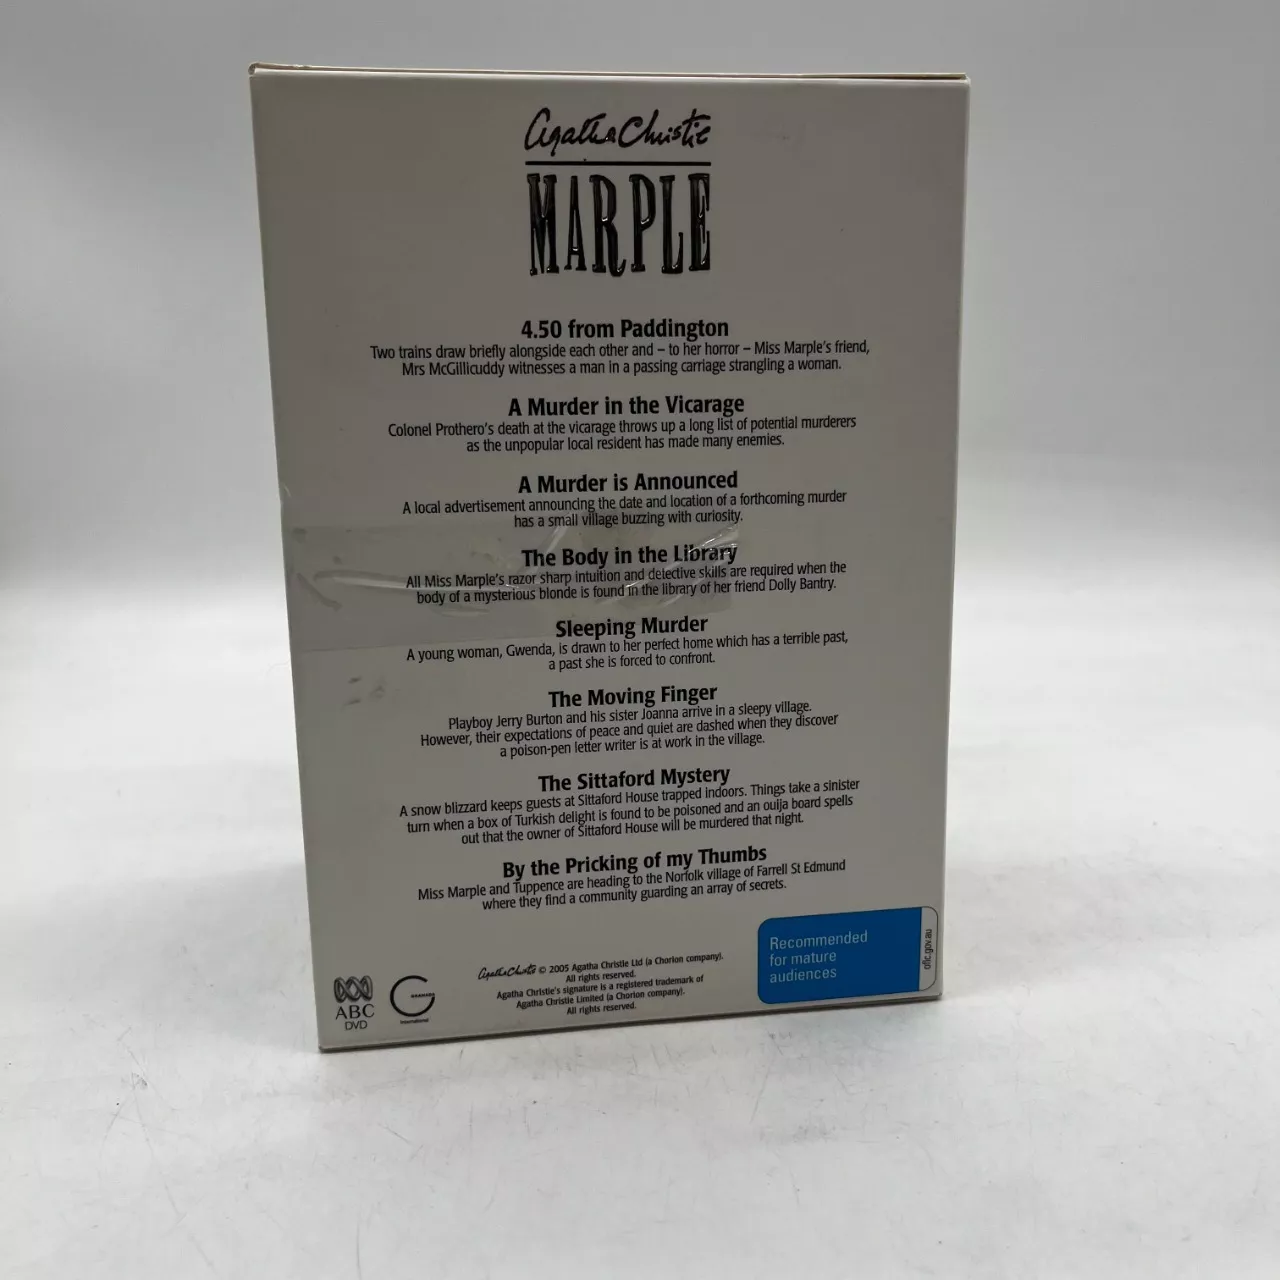 Agatha Christie
MARPLE
4.50 from Paddington
Two trains draw briefly alongside each other and – to her horror – Miss Marple's friend,
Mrs McGillicuddy witnesses a man in a passing carriage strangling a woman.
A Murder in the Vicarage
Colonel Prothero's death at the vicarage throws up a long list of potential murderers
as the unpopular local resident has made many enemies.
A Murder is Announced
A local advertisement announcing the date and location of a forthcoming murder
has a small village buzzing with curiosity.
The Body in the Library
All Miss Marple's razor sharp intuition and detective skills are required when the
body of a mysterious blonde is found in the library of her friend Dolly Bantry.
Sleeping Murder
A young woman, Gwenda, is drawn to her perfect home which has a terrible past,
a past she is forced to confront.
The Moving Finger
Playboy Jerry Burton and his sister Joanna arrive in a sleepy village.
However, their expectations of peace and quiet are dashed when they discover
a poison-pen letter writer is at work in the village.
The Sittaford Mystery
A snow blizzard keeps guests at Sittaford House trapped indoors. Things take a sinister
turn when a box of Turkish delight is found to be poisoned and an ouija board spells
out that the owner of Sittaford House will be murdered that night.
By the Pricking of my Thumbs
Miss Marple and Tuppence are heading to the Norfolk village of Farrell St Edmund
where they find a community guarding an array of secrets.
Agatha Christie © 2005 Agatha Christie Ltd (a Chorion company).
All rights reserved.
Agatha Christie's signature is a registered trademark of
Agatha Christie Limited (a Chorion company).
All rights reserved.
ABC
DVD
G
GRANADA
International
Recommended
for mature
audiences
oflc.gov.au